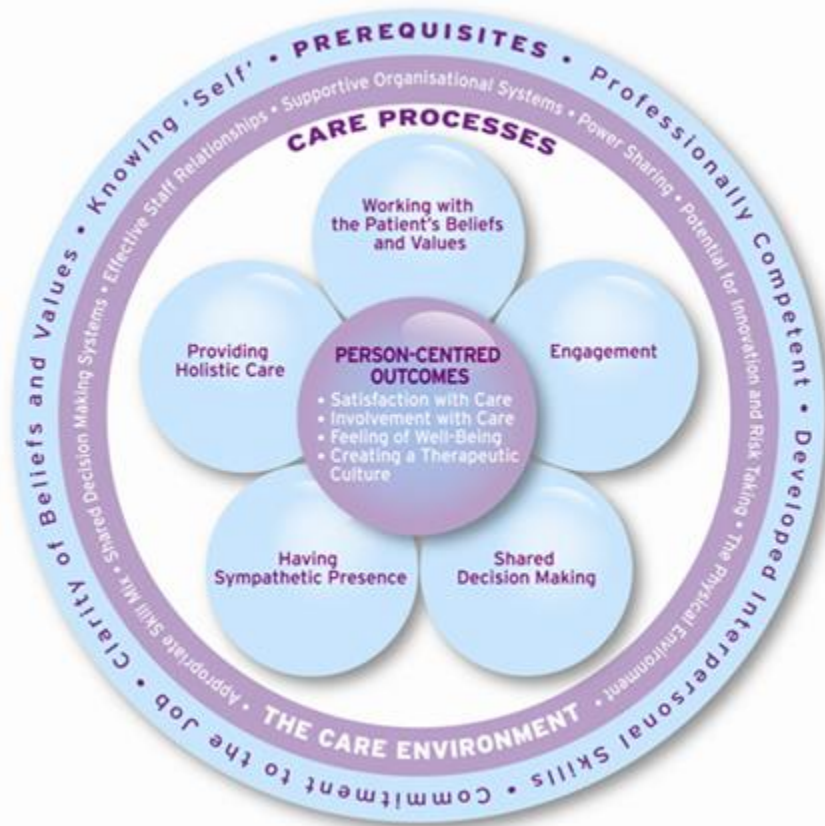 • PREREQUISITES • Professionally Competent • Developed Interpersonal Skills • Commitment to the Job • Clarity of Beliefs and Values • Knowing 'Self'
• Supportive Organisational Systems • Power Sharing • Potential for Innovation and Risk Taking • The Physical Environment •
THE CARE ENVIRONMENT
• Appropriate Skill Mix • Shared Decision Making Systems • Effective Staff Relationships
CARE PROCESSES
Working with
the Patient's Beliefs
and Values
Providing
Holistic Care
PERSON-CENTRED
OUTCOMES
• Satisfaction with Care
• Involvement with Care
• Feeling of Well-Being
• Creating a Therapeutic
Culture
Engagement
Having
Sympathetic Presence
Shared
Decision Making